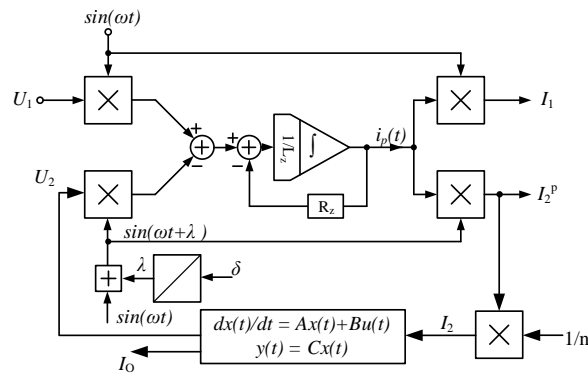 sin(ωt)
U1
×
×
I1
+
−
+
+
−
+
1/Lz
∫
ip(t)
Rz
U2
×
×
I2p
sin(ωt+λ)
+
λ
δ
sin(ωt)
dx(t)/dt = Ax(t)+Bu(t)
y(t) = Cx(t)
I2
×
1/n
IO